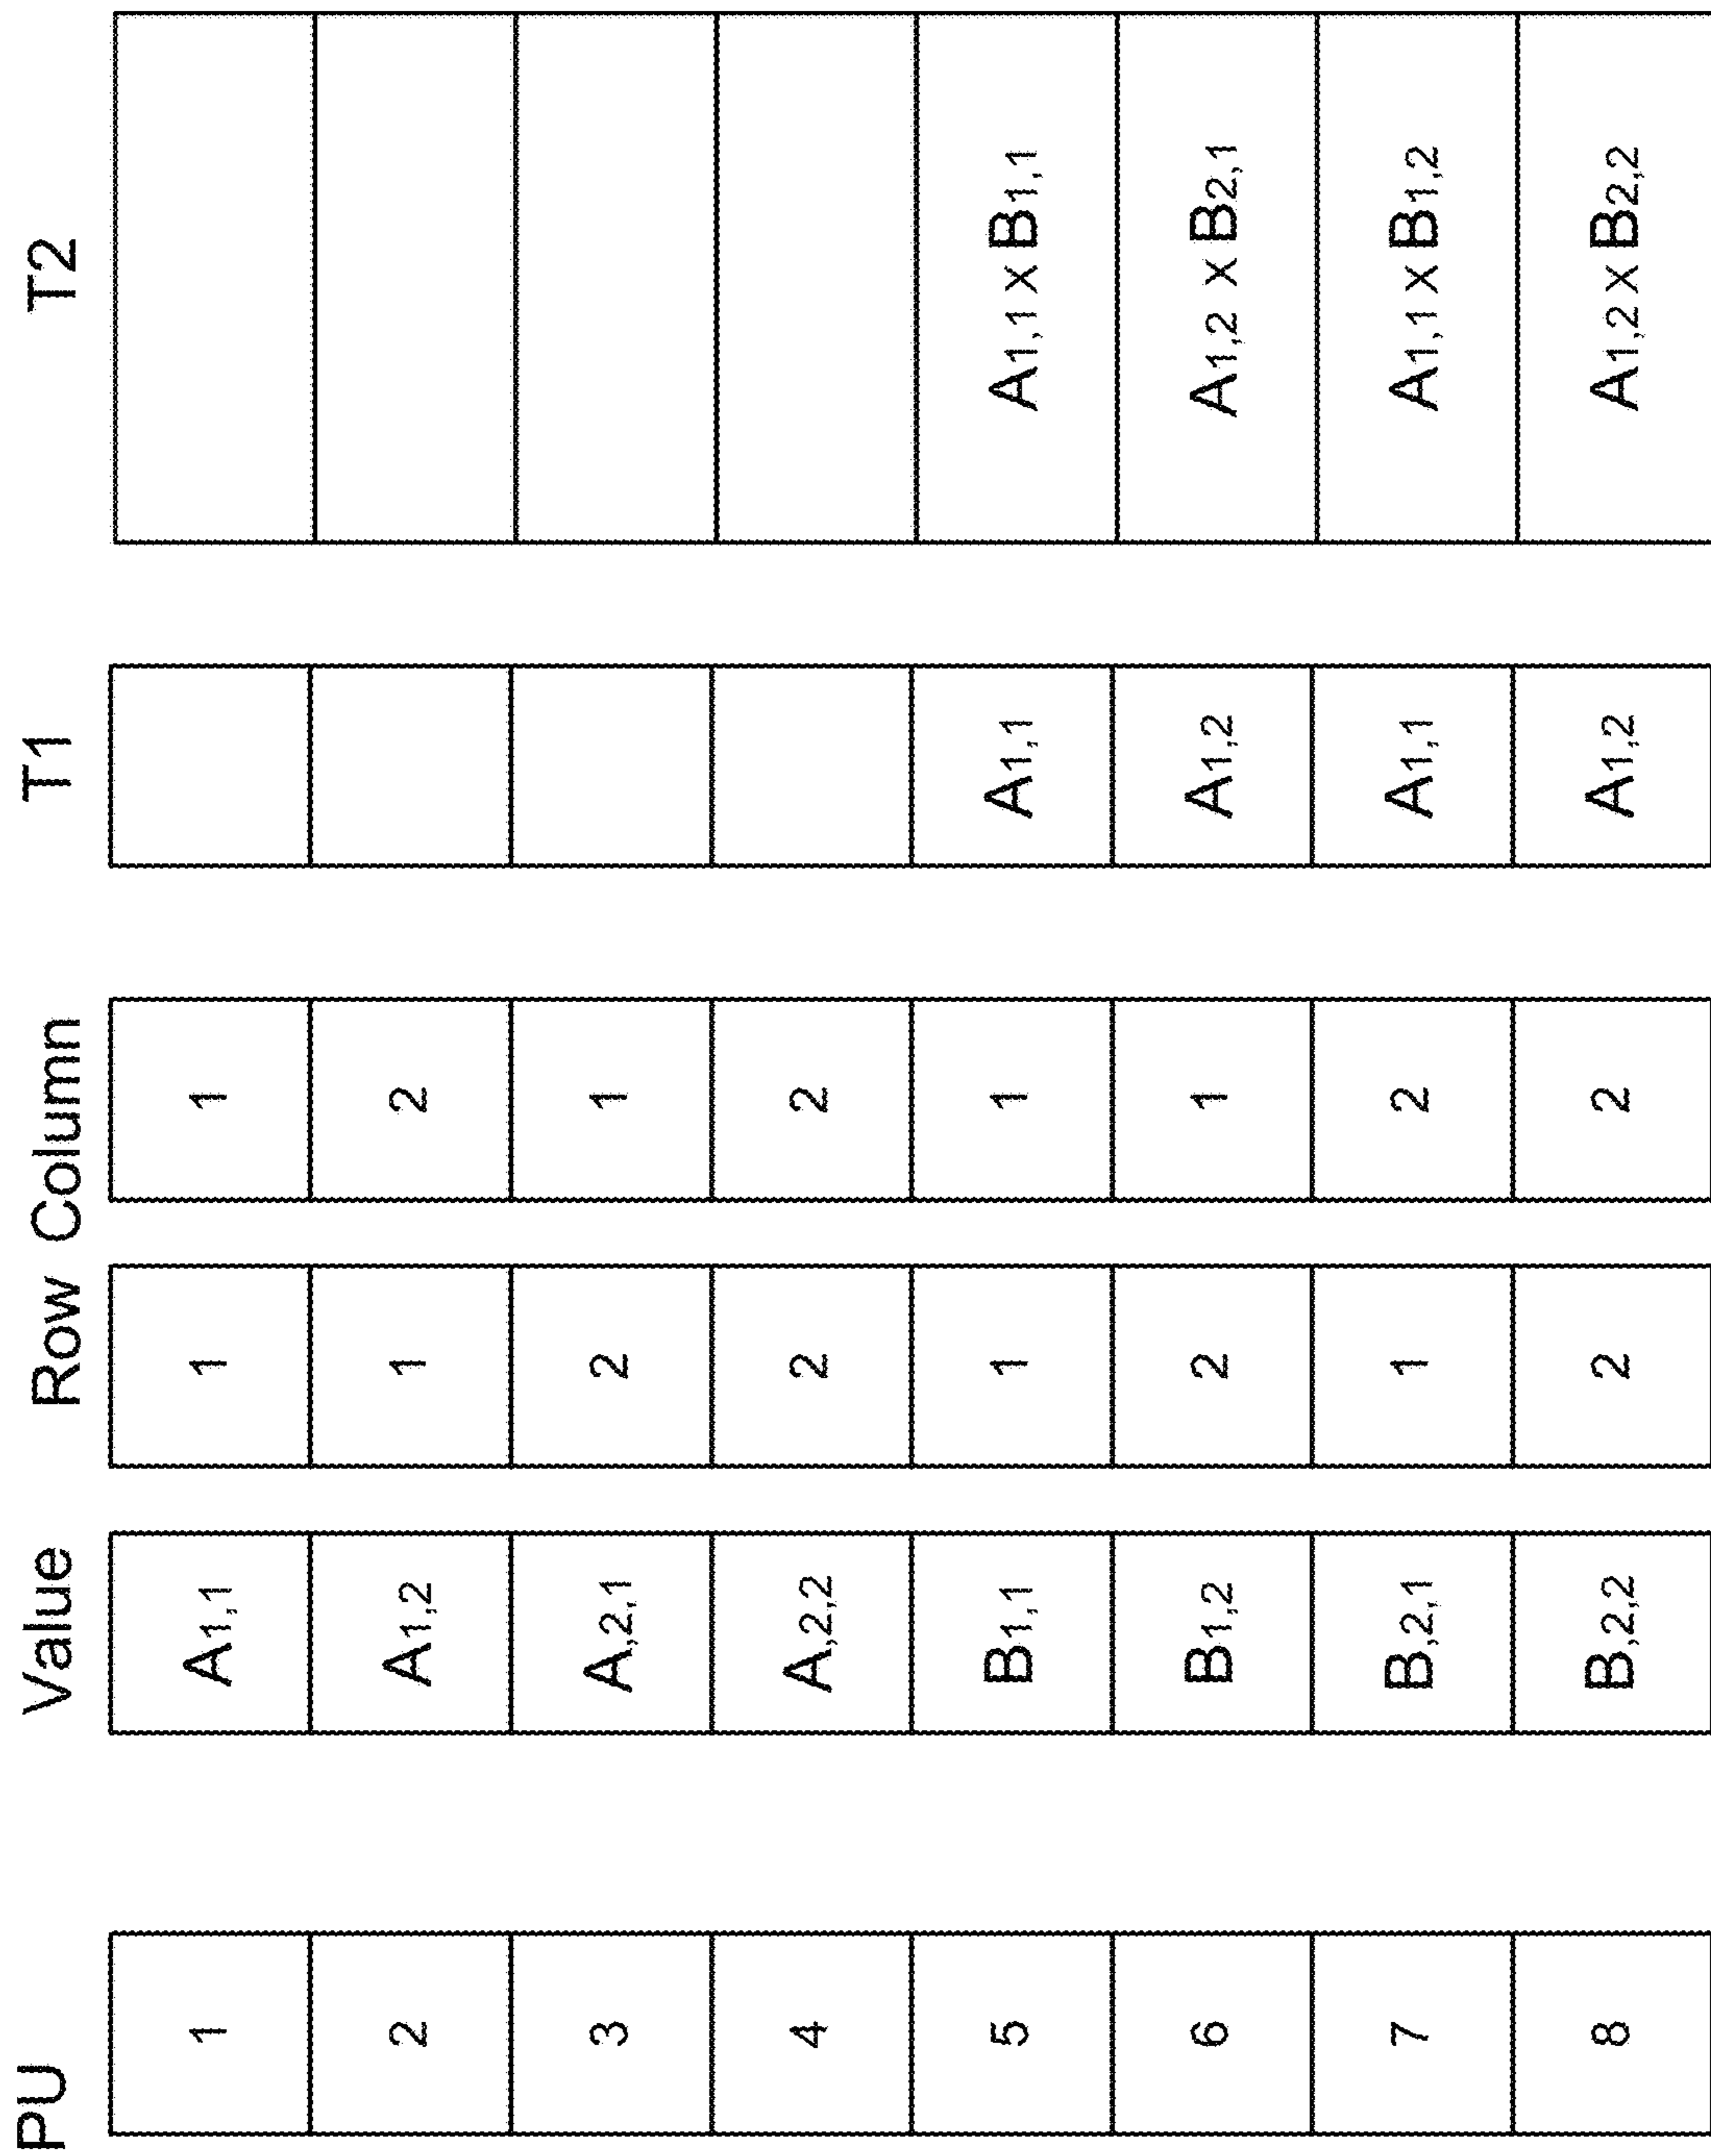 PU Value Row Column T1 T2
1 A1,1 1 1
2 A1,2 1 2
3 A,2,1 2 1
4 A,2,2 2 2
5 B1,1 1 1 A1,1 A1,1 x B1,1
6 B1,2 2 1 A1,2 A1,2 x B2,1
7 B,2,1 1 2 A1,1 A1,1 x B1,2
8 B,2,2 2 2 A1,2 A1,2 x B2,2